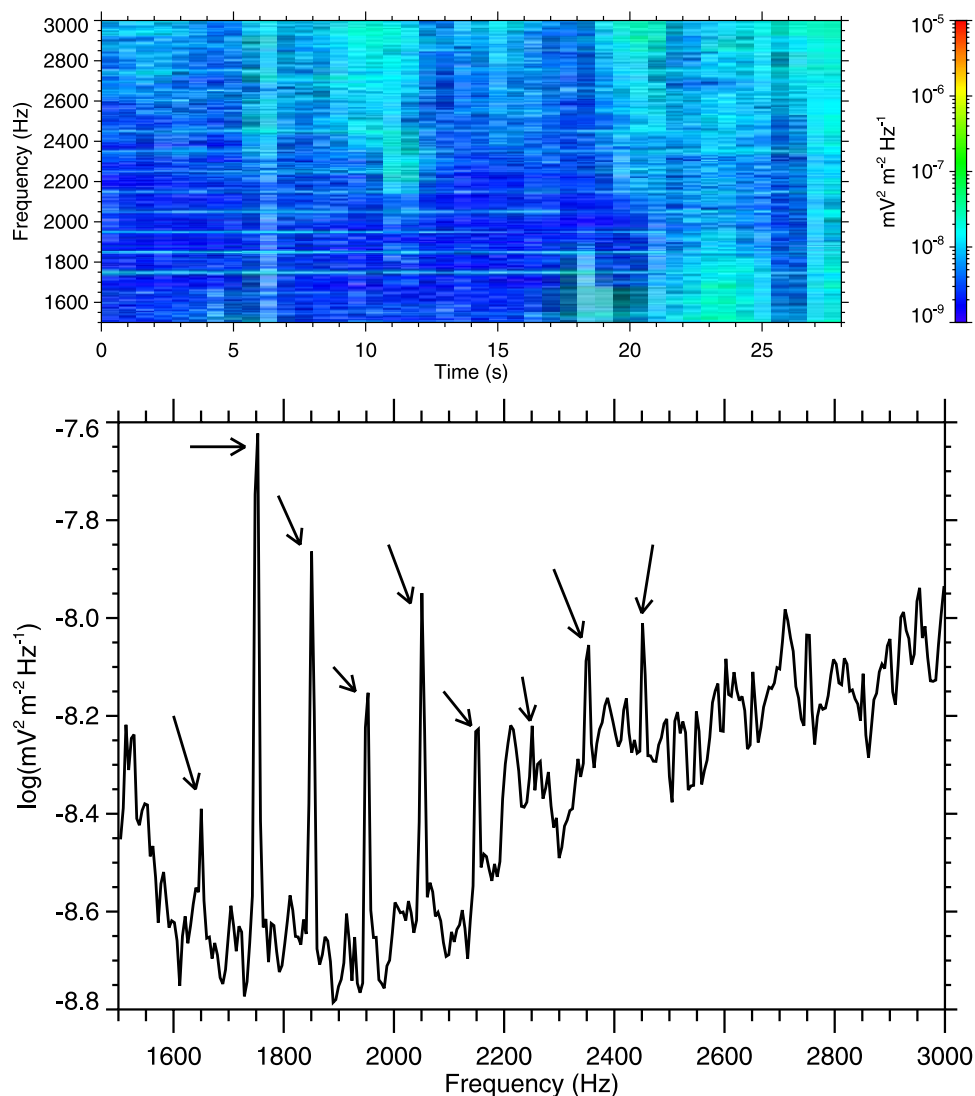 3000
2800
2600
2400
2200
2000
1800
1600
Frequency (Hz)
0 5 10 15 20 25
Time (s)
10⁻⁵
10⁻⁶
10⁻⁷
10⁻⁸
10⁻⁹
mV² m⁻² Hz⁻¹
-7.6
-7.8
-8.0
-8.2
-8.4
-8.6
-8.8
log(mV² m⁻² Hz⁻¹)
1600 1800 2000 2200 2400 2600 2800 3000
Frequency (Hz)